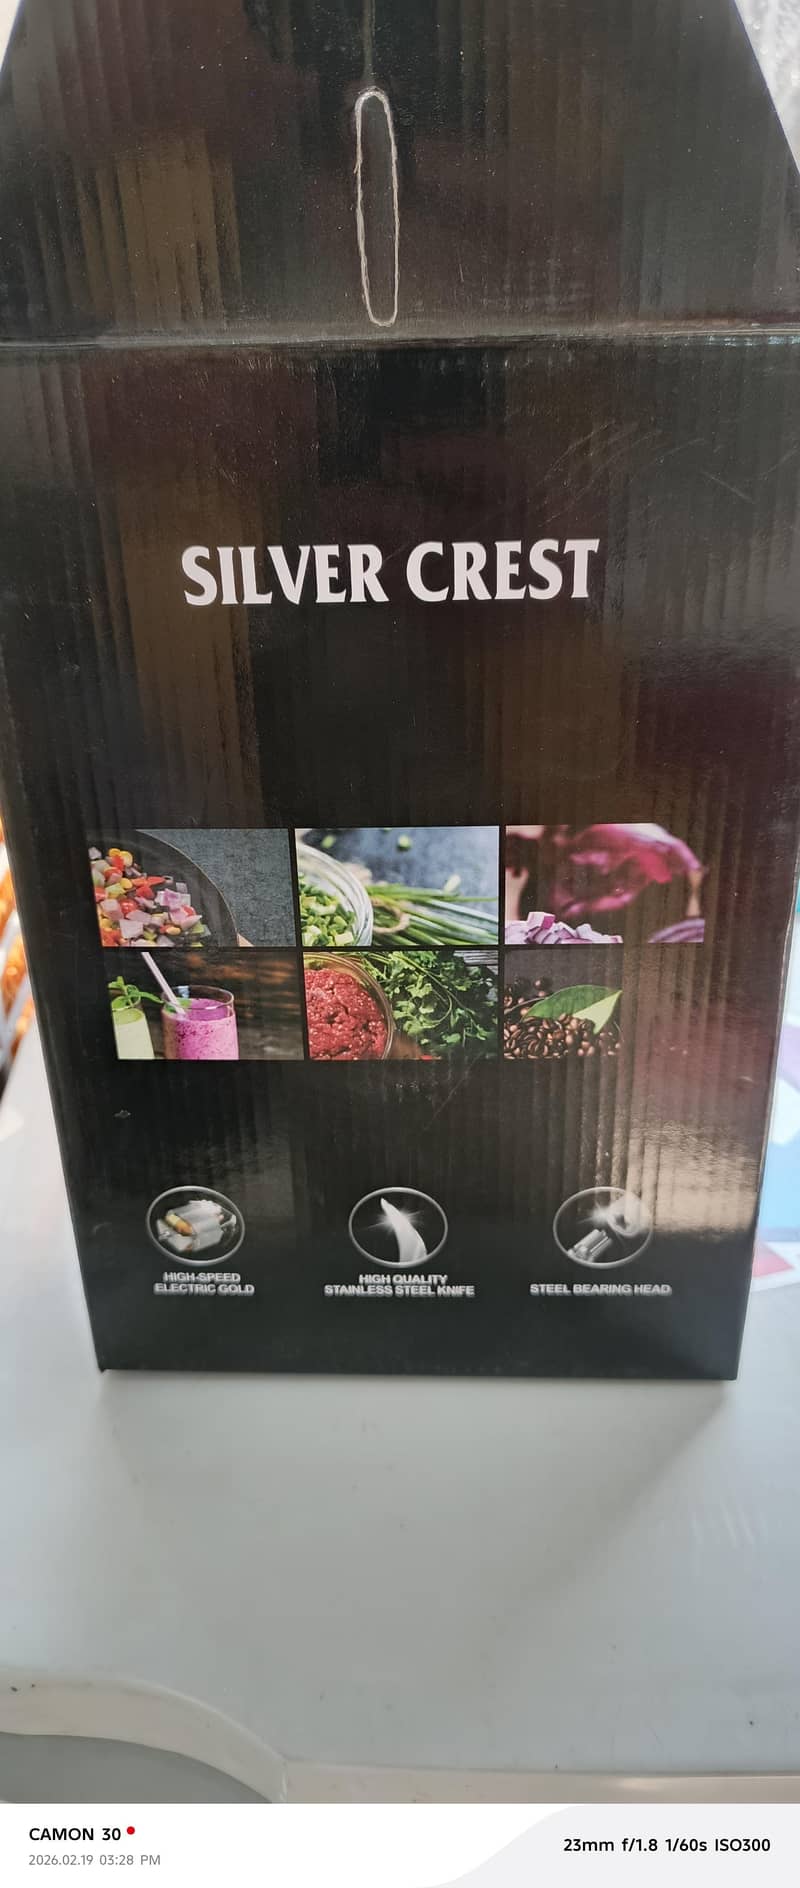 SILVER CREST
HIGH-SPEED
ELECTRIC GOLD
HIGH QUALITY
STAINLESS STEEL KNIFE
STEEL BEARING HEAD
CAMON 30
2026.02.19 03:28 PM
23mm f/1.8 1/60s ISO300